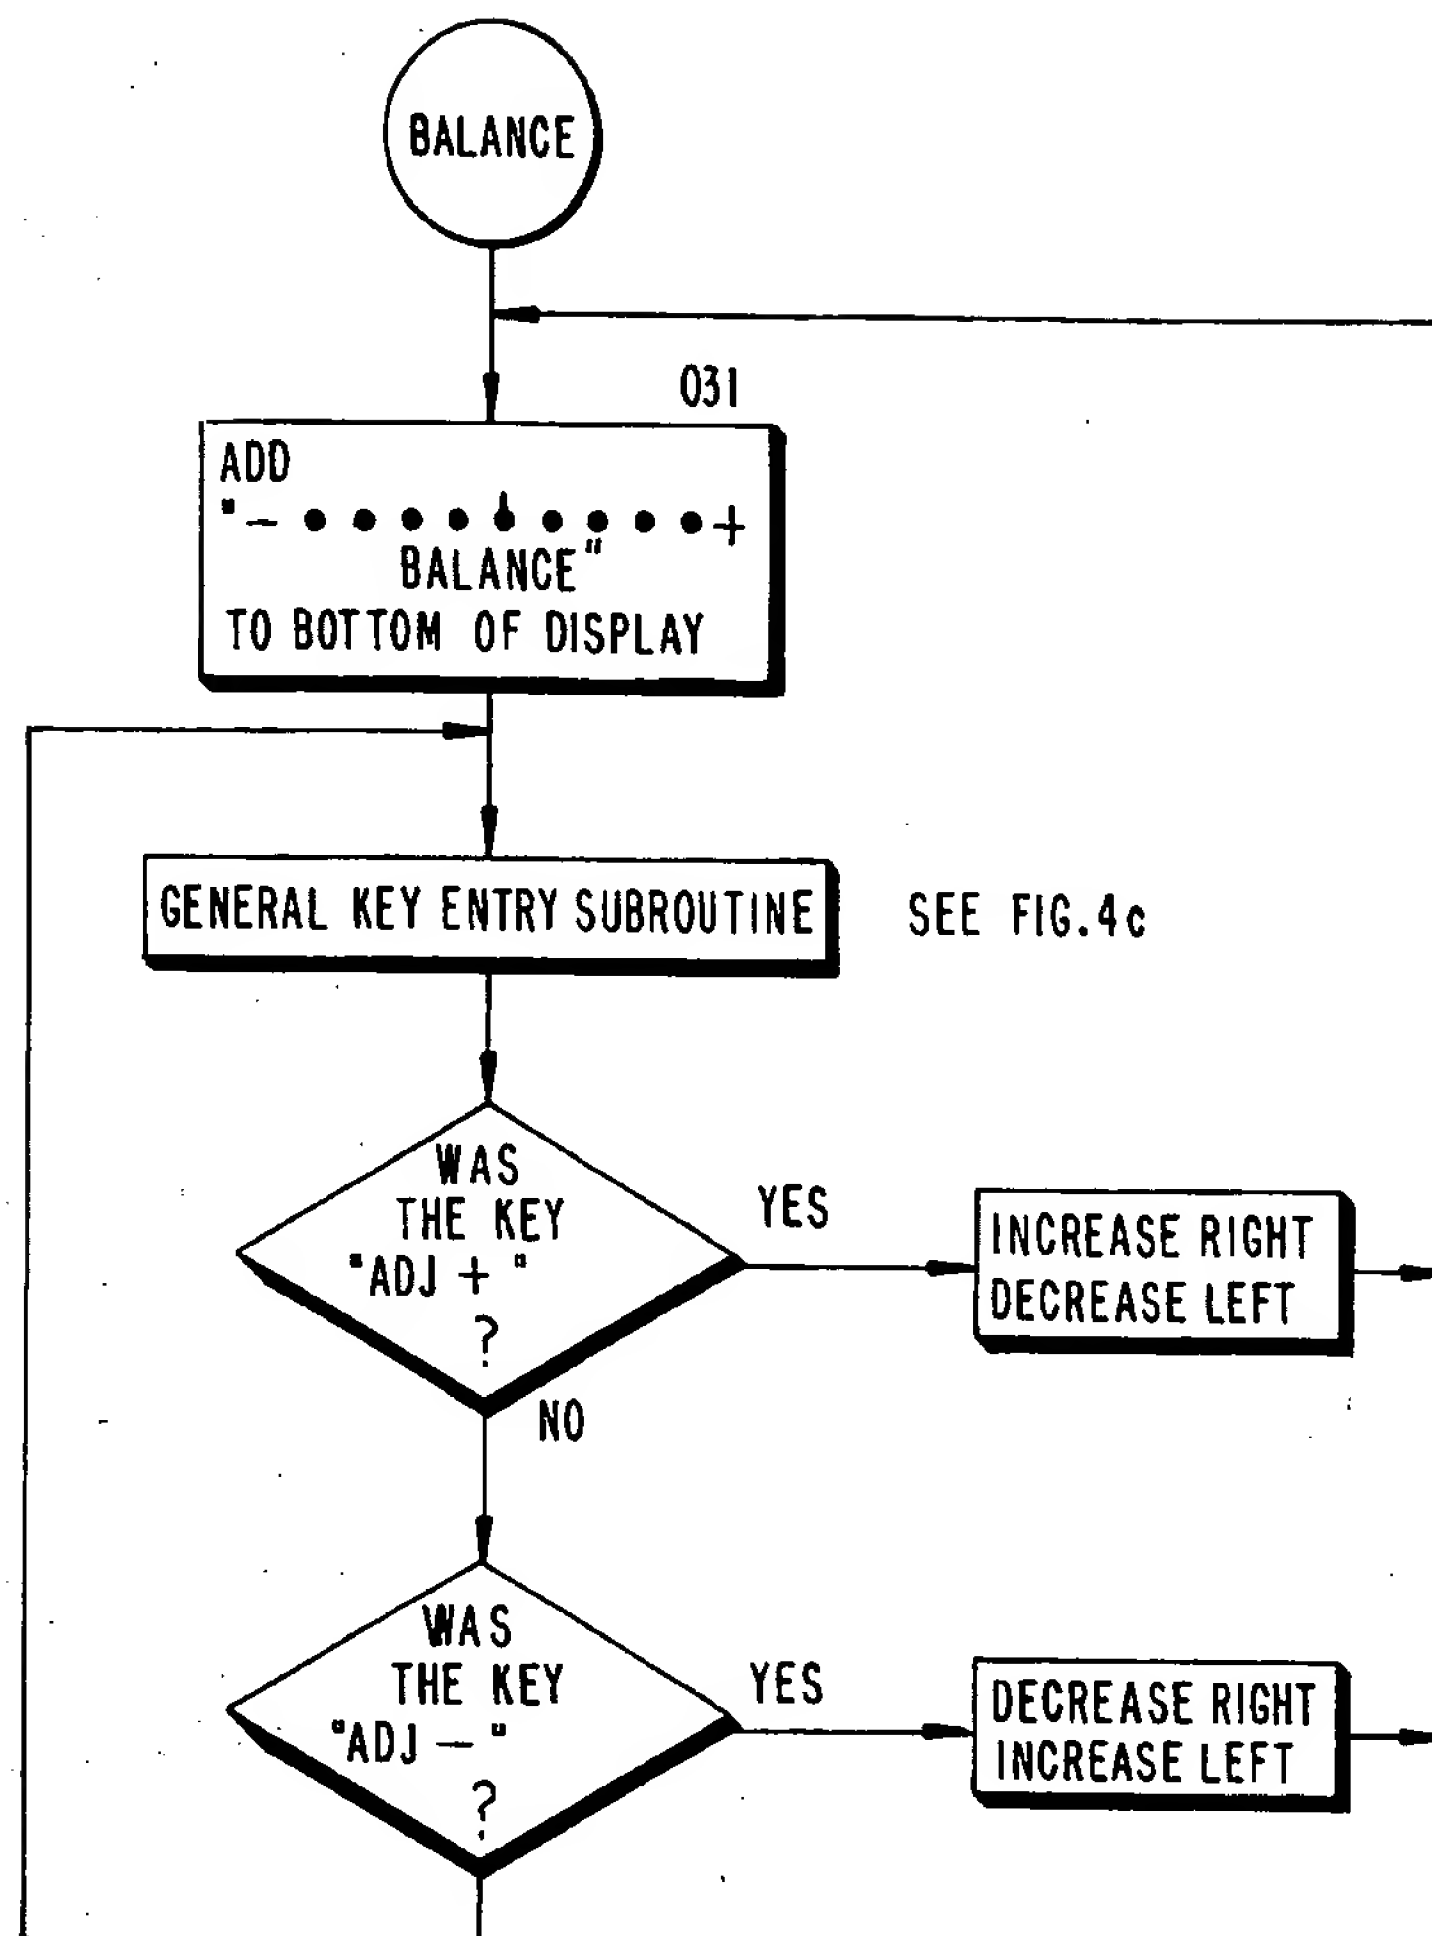 BALANCE
031
ADD
"– ● ● ● ● ● ● ● ● ● +
BALANCE"
TO BOTTOM OF DISPLAY
GENERAL KEY ENTRY SUBROUTINE
SEE FIG.4c
WAS
THE KEY
"ADJ + "
?
YES
INCREASE RIGHT
DECREASE LEFT
NO
WAS
THE KEY
"ADJ – "
?
YES
DECREASE RIGHT
INCREASE LEFT